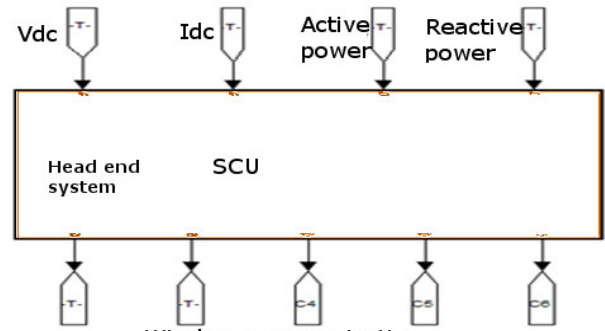 Vdc
-T-
Idc
-T-
Active
power
-T-
Reactive
power
-T-
Head end
system
SCU
-T-
-T-
C4
C5
C6